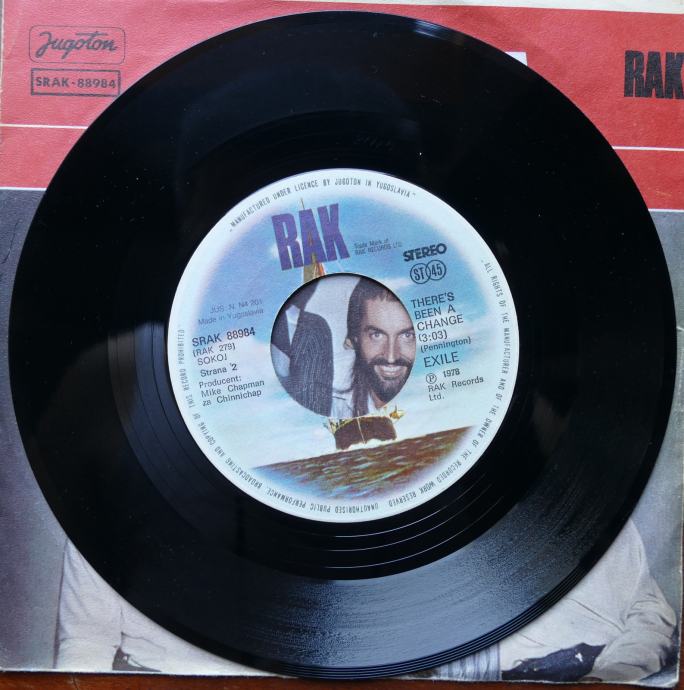 Jugoton
SRAK-88984
RAK
„MANUFACTURED UNDER LICENCE BY JUGOTON IN YUGOSLAVIA“
RAK
Trade Mark of
RAK RECORDS LTD.
STEREO
ST 45
JUS. N. N4 201
Made in Yugoslavia
SRAK 88984
(RAK 279)
SOKOJ
Strana 2
Producent:
Mike Chapman
za Chinnichap
THERE'S
BEEN A
CHANGE
(3:03)
(Pennington)
EXILE
Ⓟ 1978
RAK Records
Ltd.
ALL RIGHTS OF THE MANUFACTURER AND OF THE OWNER OF THE RECORDED WORK RESERVED
UNAUTHORISED PUBLIC PERFORMANCE, BROADCASTING AND COPYING OF THIS RECORD PROHIBITED